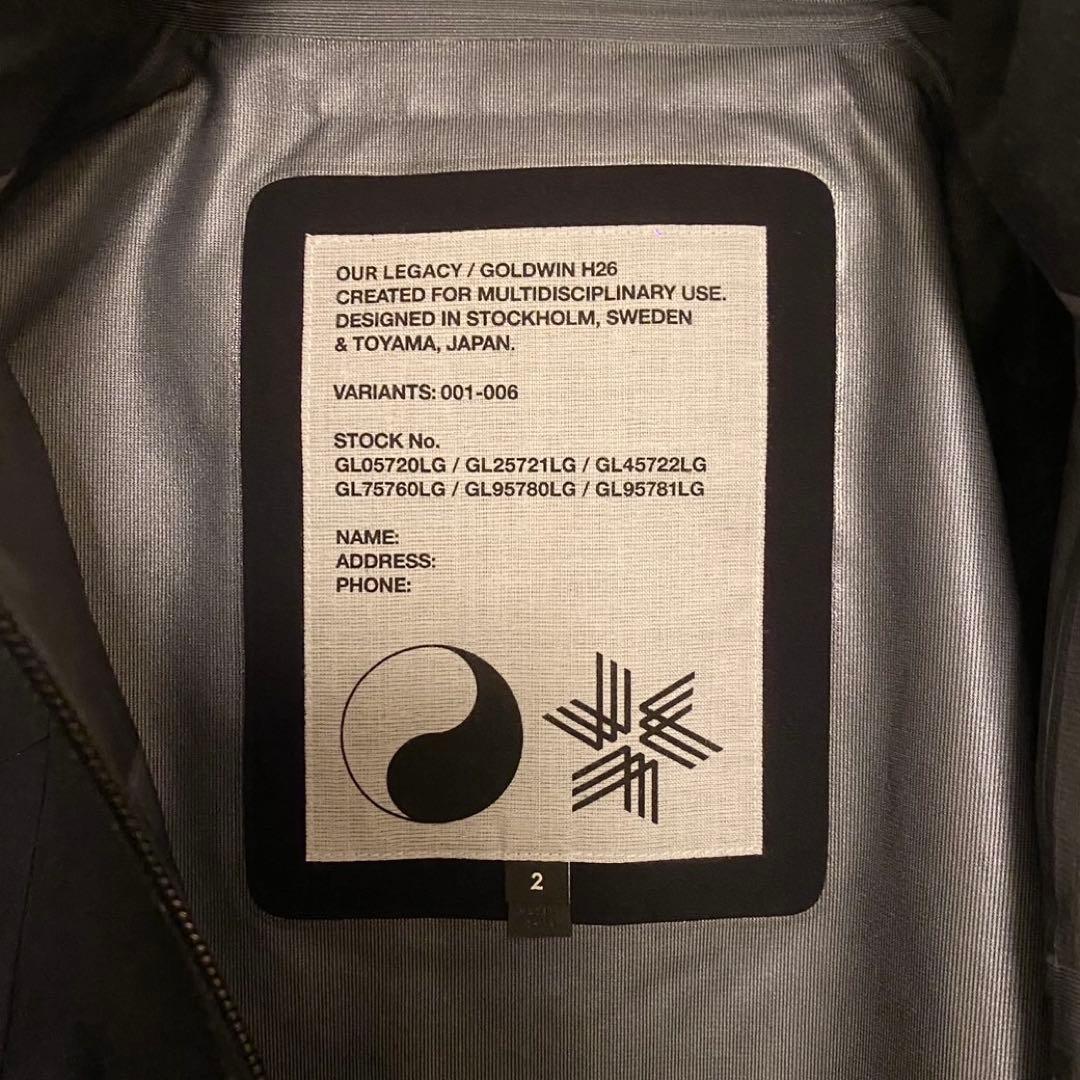 OUR LEGACY / GOLDWIN H26
CREATED FOR MULTIDISCIPLINARY USE.
DESIGNED IN STOCKHOLM, SWEDEN
& TOYAMA, JAPAN.
VARIANTS: 001-006
STOCK No.
GL05720LG / GL25721LG / GL45722LG
GL75760LG / GL95780LG / GL95781LG
NAME:
ADDRESS:
PHONE:
2